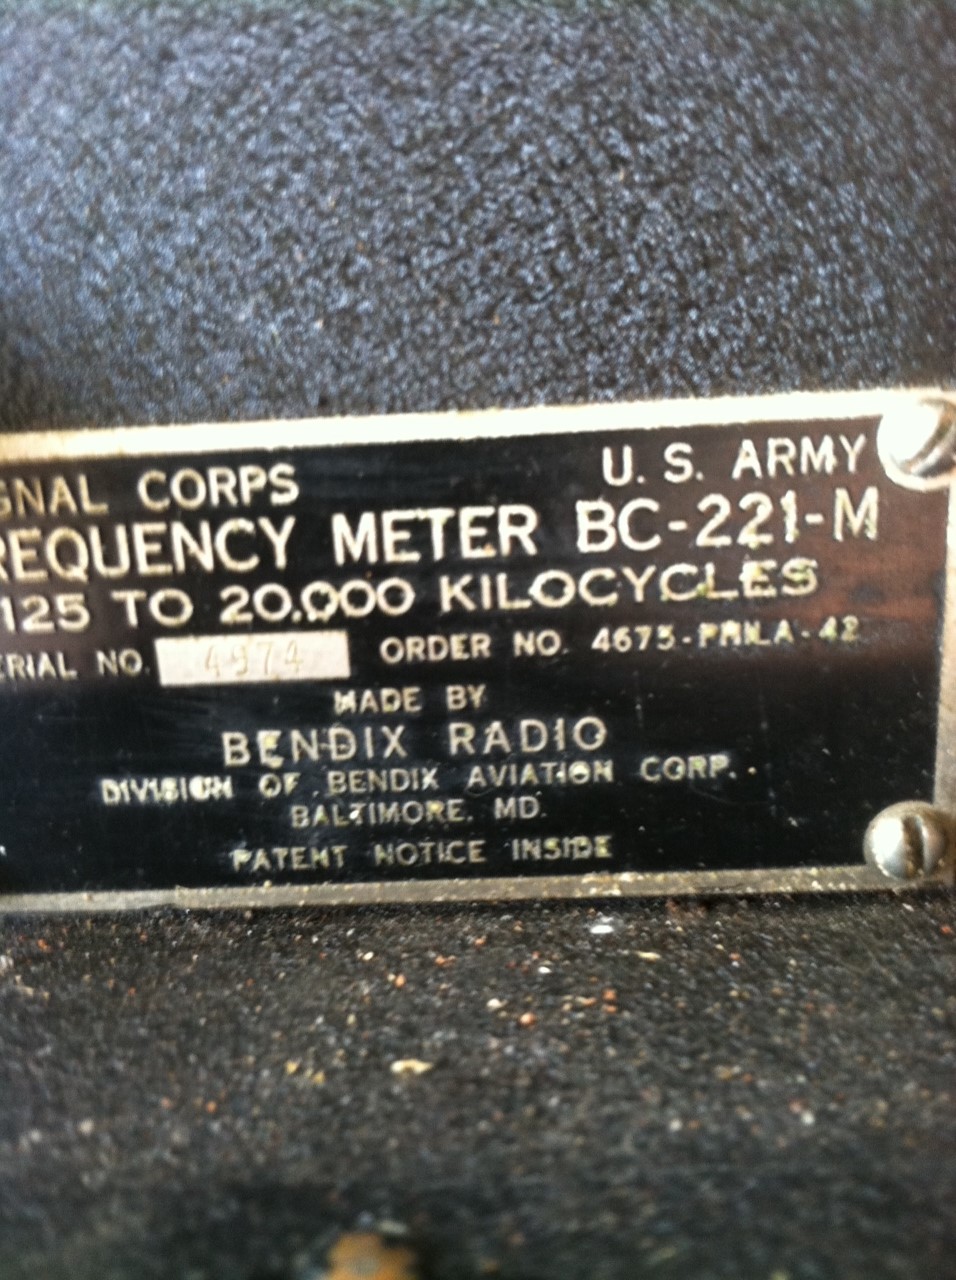 GNAL CORPS U. S. ARMY
REQUENCY METER BC-221-M
125 TO 20,000 KILOCYCLES
ERIAL NO. 4974 ORDER NO. 4675-PHILA-42
MADE BY
BENDIX RADIO
DIVISION OF BENDIX AVIATION CORP.
BALTIMORE, MD.
PATENT NOTICE INSIDE